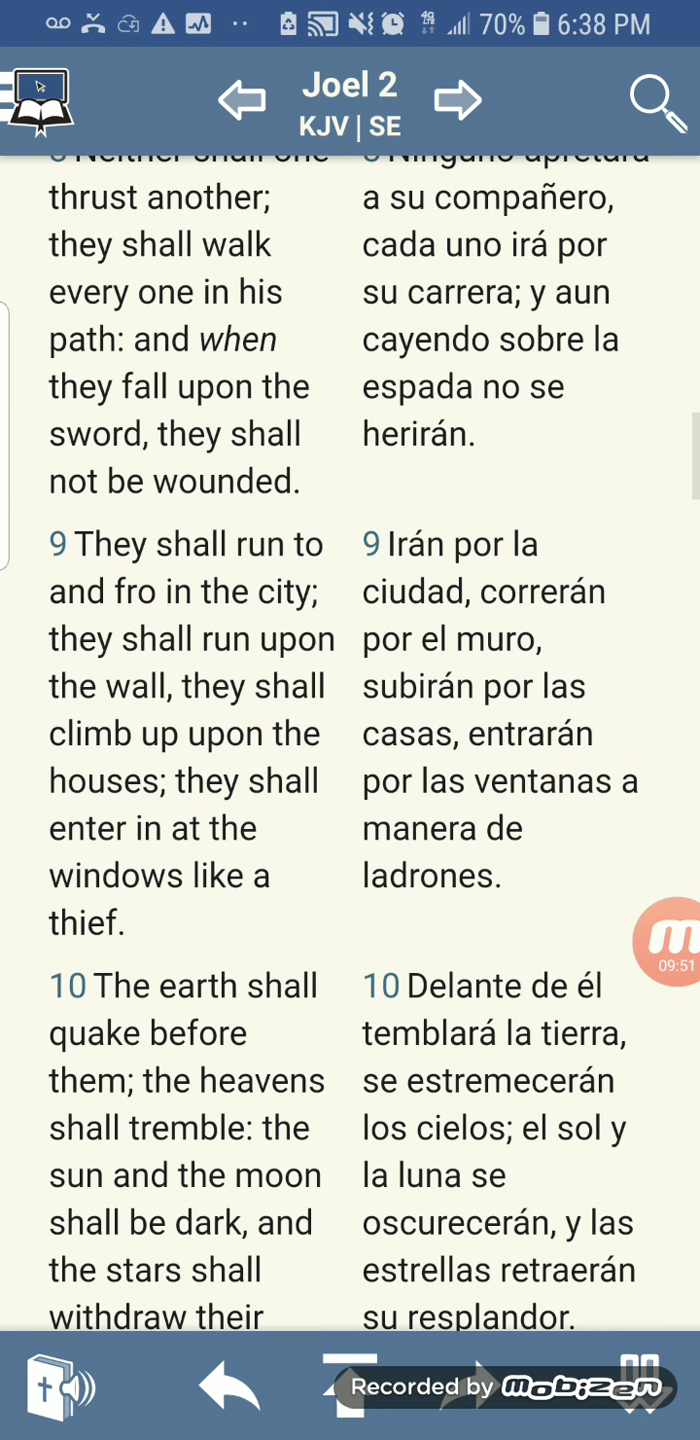 70% 6:38 PM
Joel 2
KJV | SE
8 Neither shall one
thrust another;
they shall walk
every one in his
path: and when
they fall upon the
sword, they shall
not be wounded.
9 They shall run to
and fro in the city;
they shall run upon
the wall, they shall
climb up upon the
houses; they shall
enter in at the
windows like a
thief.
10 The earth shall
quake before
them; the heavens
shall tremble: the
sun and the moon
shall be dark, and
the stars shall
withdraw their
8 Ninguno apretará
a su compañero,
cada uno irá por
su carrera; y aun
cayendo sobre la
espada no se
herirán.
9 Irán por la
ciudad, correrán
por el muro,
subirán por las
casas, entrarán
por las ventanas a
manera de
ladrones.
10 Delante de él
temblará la tierra,
se estremecerán
los cielos; el sol y
la luna se
oscurecerán, y las
estrellas retraerán
su resplandor.
m
09:51
Recorded by mobizen